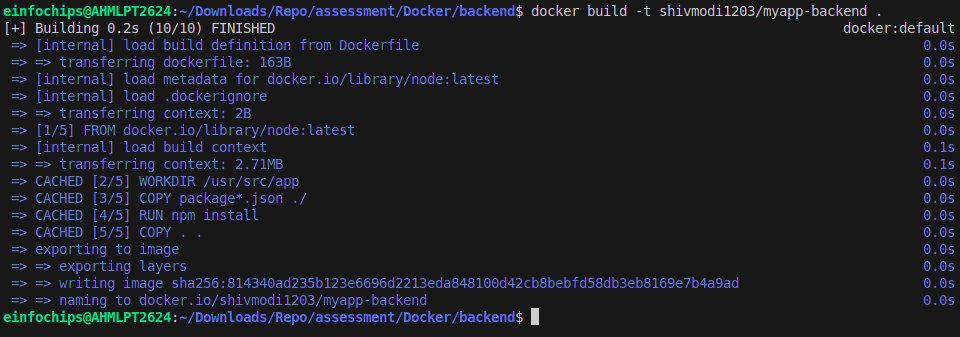 einfochips@AHMLPT2624:~/Downloads/Repo/assessment/Docker/backend$ docker build -t shivmodi1203/myapp-backend .
[+] Building 0.2s (10/10) FINISHED docker:default
=> [internal] load build definition from Dockerfile 0.0s
=> => transferring dockerfile: 163B 0.0s
=> [internal] load metadata for docker.io/library/node:latest 0.0s
=> [internal] load .dockerignore 0.0s
=> => transferring context: 2B 0.0s
=> [1/5] FROM docker.io/library/node:latest 0.0s
=> [internal] load build context 0.1s
=> => transferring context: 2.71MB 0.1s
=> CACHED [2/5] WORKDIR /usr/src/app 0.0s
=> CACHED [3/5] COPY package*.json ./ 0.0s
=> CACHED [4/5] RUN npm install 0.0s
=> CACHED [5/5] COPY . . 0.0s
=> exporting to image 0.0s
=> => exporting layers 0.0s
=> => writing image sha256:814340ad235b123e6696d2213eda848100d42cb8bebfd58db3eb8169e7b4a9ad 0.0s
=> => naming to docker.io/shivmodi1203/myapp-backend 0.0s
einfochips@AHMLPT2624:~/Downloads/Repo/assessment/Docker/backend$